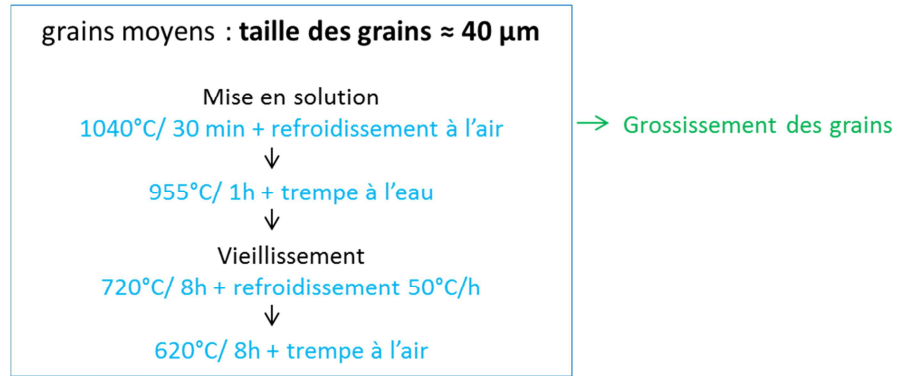 grains moyens : taille des grains ≈ 40 µm
Mise en solution
1040°C/ 30 min + refroidissement à l’air
→ Grossissement des grains
↓
955°C/ 1h + trempe à l’eau
↓
Vieillissement
720°C/ 8h + refroidissement 50°C/h
↓
620°C/ 8h + trempe à l’air